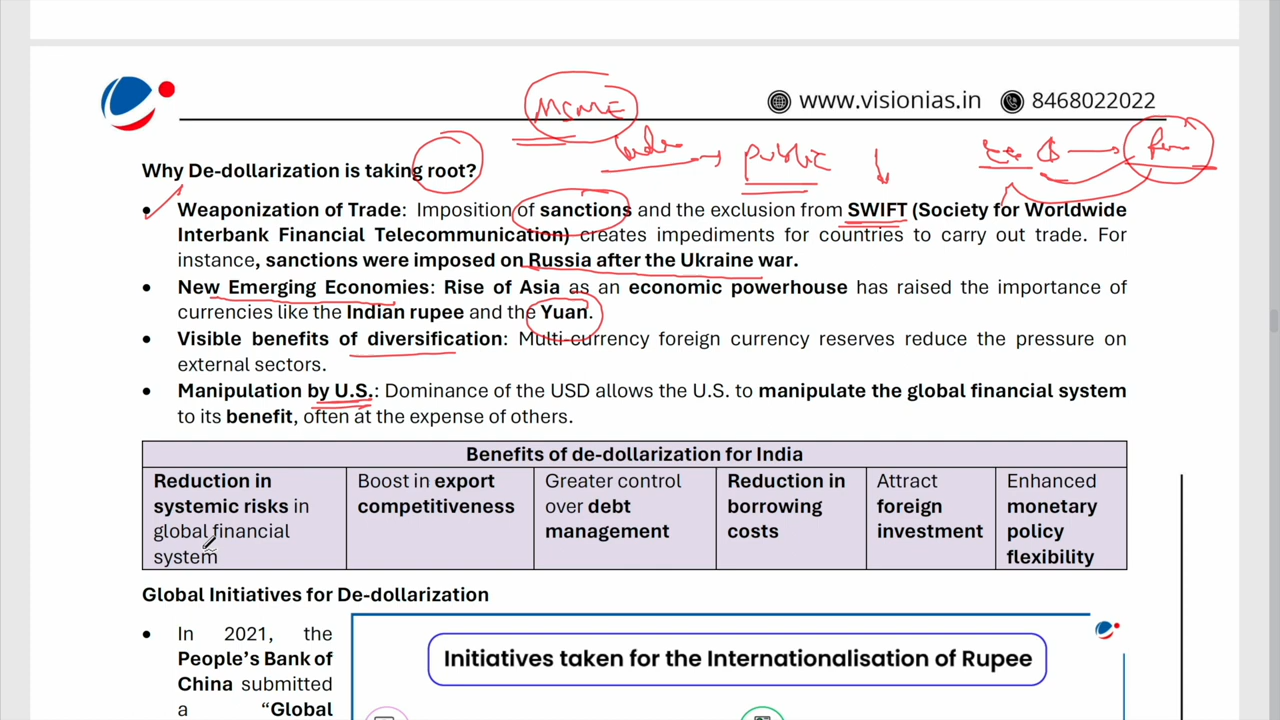 MSME
www.visionias.in 8468022022
India public $
Why De-dollarization is taking root?
• Weaponization of Trade: Imposition of sanctions and the exclusion from SWIFT (Society for Worldwide
Interbank Financial Telecommunication) creates impediments for countries to carry out trade. For
instance, sanctions were imposed on Russia after the Ukraine war.
• New Emerging Economies: Rise of Asia as an economic powerhouse has raised the importance of
currencies like the Indian rupee and the Yuan.
• Visible benefits of diversification: Multi-currency foreign currency reserves reduce the pressure on
external sectors.
• Manipulation by U.S.: Dominance of the USD allows the U.S. to manipulate the global financial system
to its benefit, often at the expense of others.
Benefits of de-dollarization for India
Reduction in
systemic risks in
global financial
system
Boost in export
competitiveness
Greater control
over debt
management
Reduction in
borrowing
costs
Attract
foreign
investment
Enhanced
monetary
policy
flexibility
Global Initiatives for De-dollarization
• In 2021, the
People's Bank of
China submitted
a "Global
Initiatives taken for the Internationalisation of Rupee